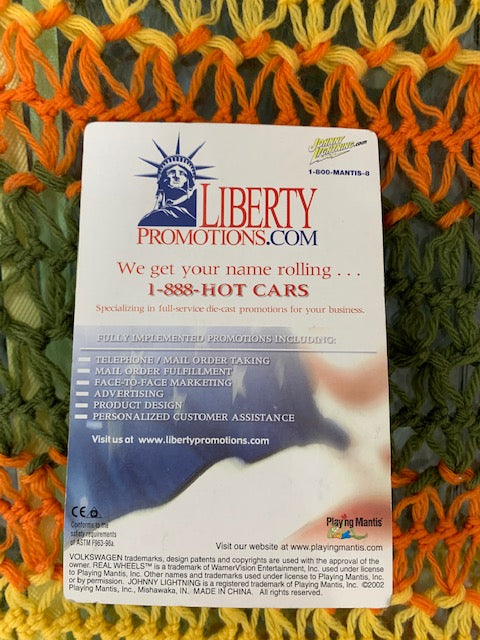 JOHNNY LIGHTNING.com
1-800-MANTIS-8
LIBERTY
PROMOTIONS.COM
We get your name rolling . . .
1-888-HOT CARS
Specializing in full-service die-cast promotions for your business.
FULLY IMPLEMENTED PROMOTIONS INCLUDING:
TELEPHONE / MAIL ORDER TAKING
MAIL ORDER FULFILLMENT
FACE-TO-FACE MARKETING
ADVERTISING
PRODUCT DESIGN
PERSONALIZED CUSTOMER ASSISTANCE
Visit us at www.libertypromotions.com
CE
Conforms to the
safety requirements
of ASTM F963-96a.
Playing Mantis
Visit our website at www.playingmantis.com
VOLKSWAGEN trademarks, design patents and copyrights are used with the approval of the
owner. REAL WHEELS™ is a trademark of WarnerVision Entertainment, Inc. used under license
to Playing Mantis, Inc. Other names and trademarks used under license to Playing Mantis, Inc.
or by permission. JOHNNY LIGHTNING is a registered trademark of Playing Mantis, Inc. ©2002
Playing Mantis, Inc., Mishawaka, IN. MADE IN CHINA. All rights reserved.